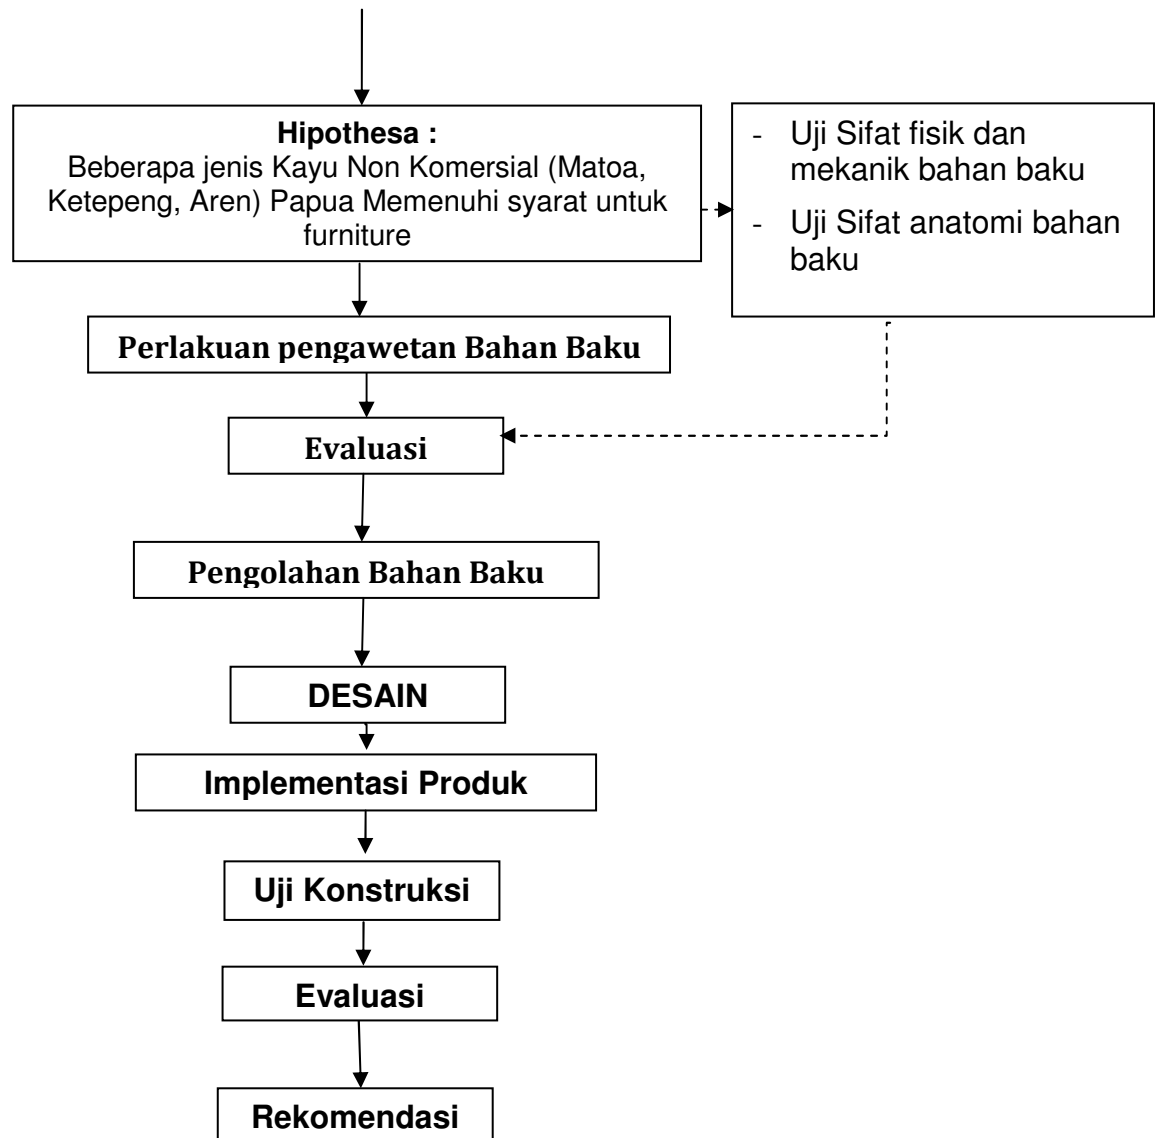 Hipothesa :
Beberapa jenis Kayu Non Komersial (Matoa,
Ketepeng, Aren) Papua Memenuhi syarat untuk
furniture
- Uji Sifat fisik dan
mekanik bahan baku
- Uji Sifat anatomi bahan
baku
Perlakuan pengawetan Bahan Baku
Evaluasi
Pengolahan Bahan Baku
DESAIN
Implementasi Produk
Uji Konstruksi
Evaluasi
Rekomendasi